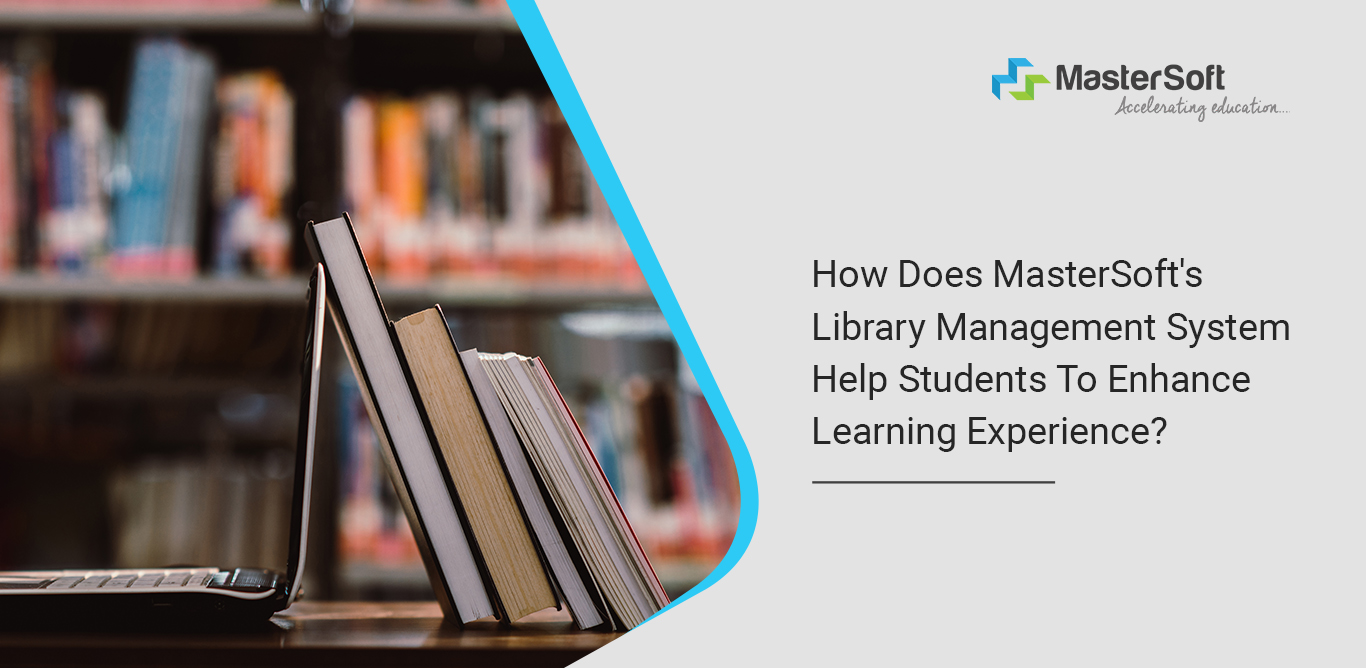 MasterSoft
Accelerating education...
How Does MasterSoft's
Library Management System
Help Students To Enhance
Learning Experience?